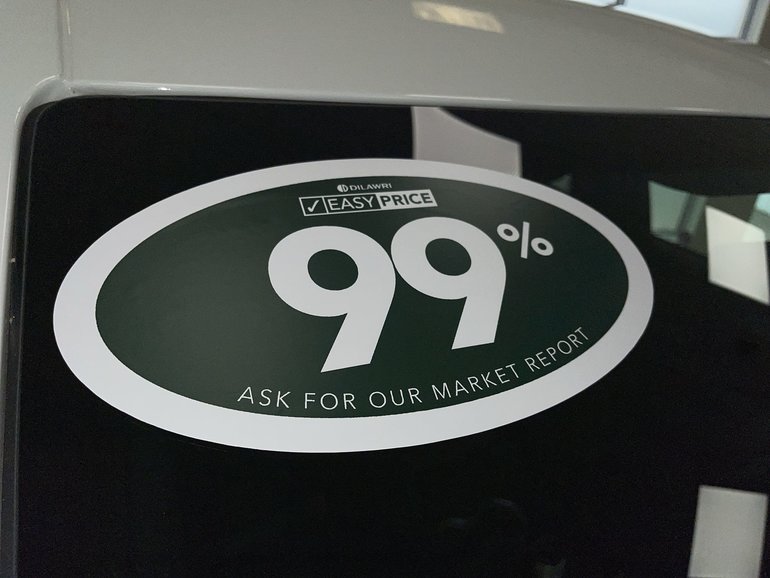 DILAWRI
✓ EASY PRICE
99%
ASK FOR OUR MARKET REPORT